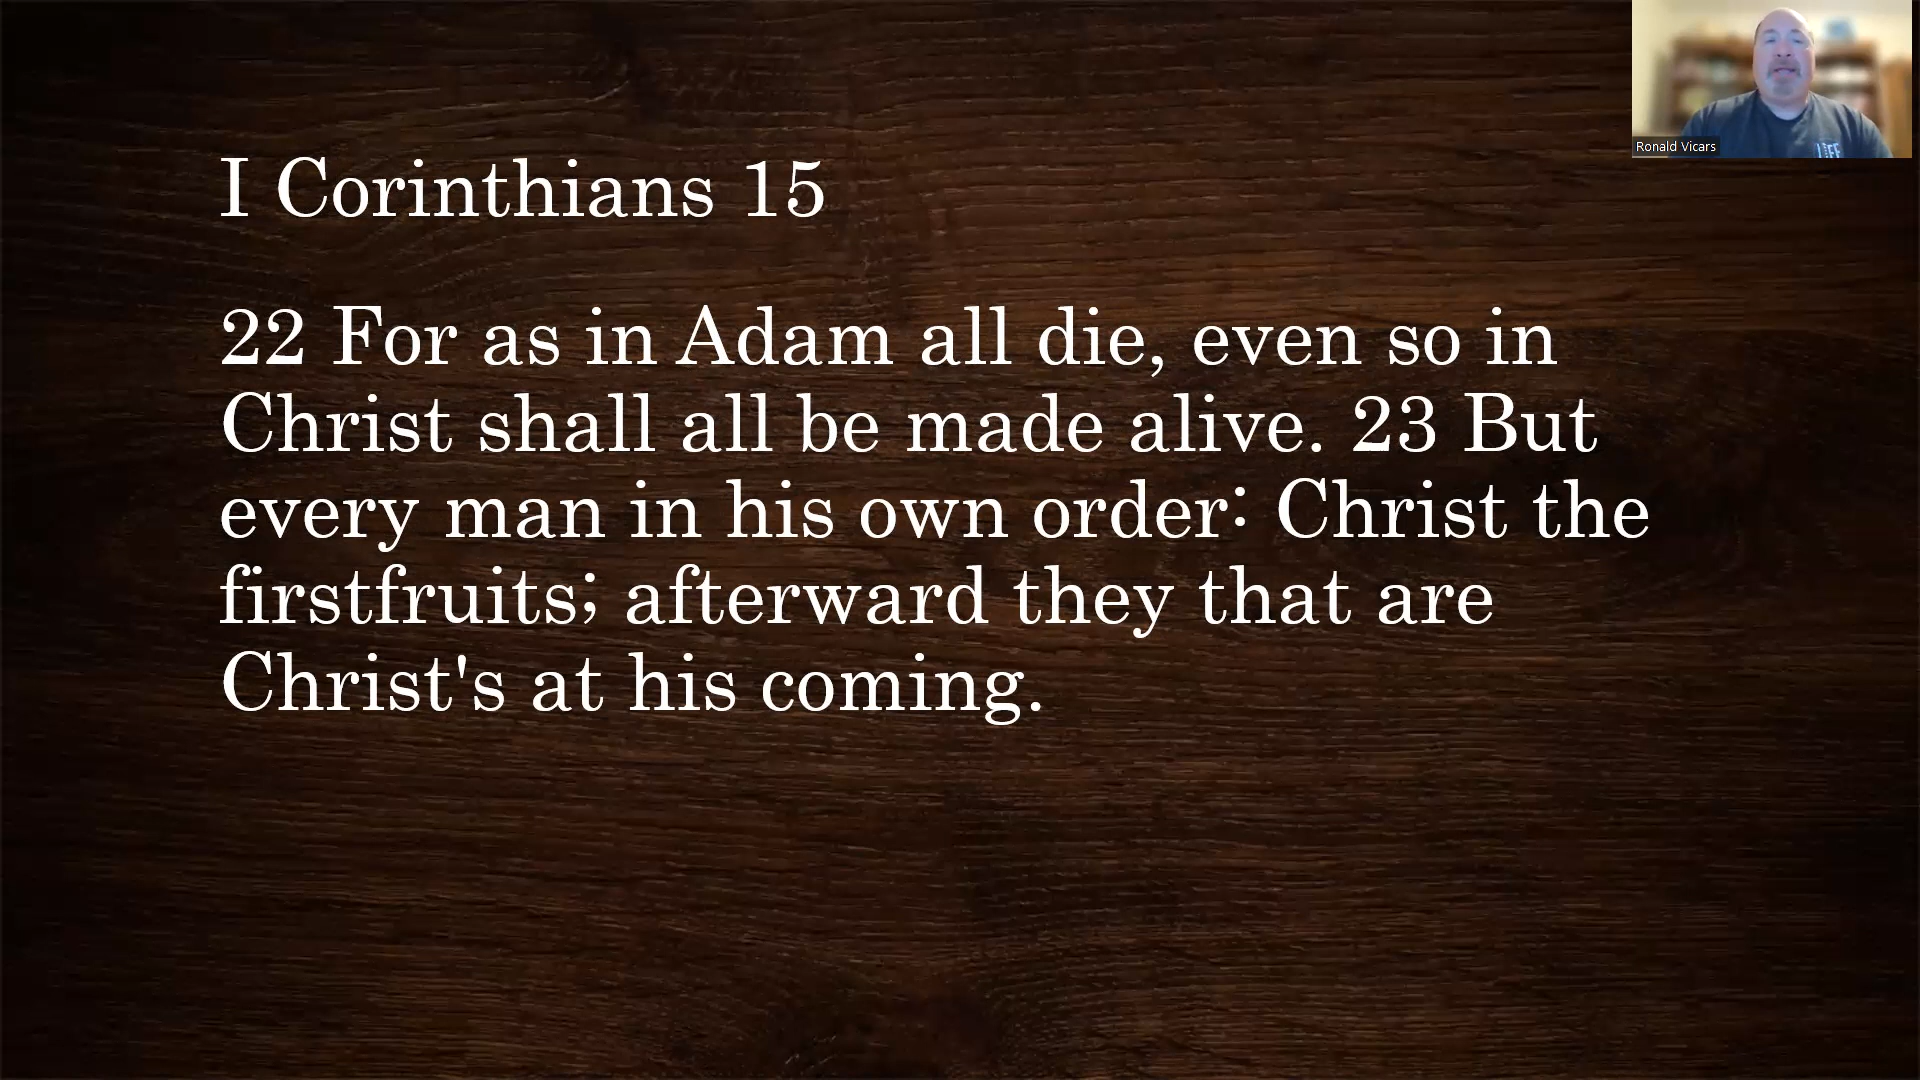 I Corinthians 15
22 For as in Adam all die, even so in
Christ shall all be made alive. 23 But
every man in his own order: Christ the
firstfruits; afterward they that are
Christ's at his coming.
Ronald Vicars
LIFE